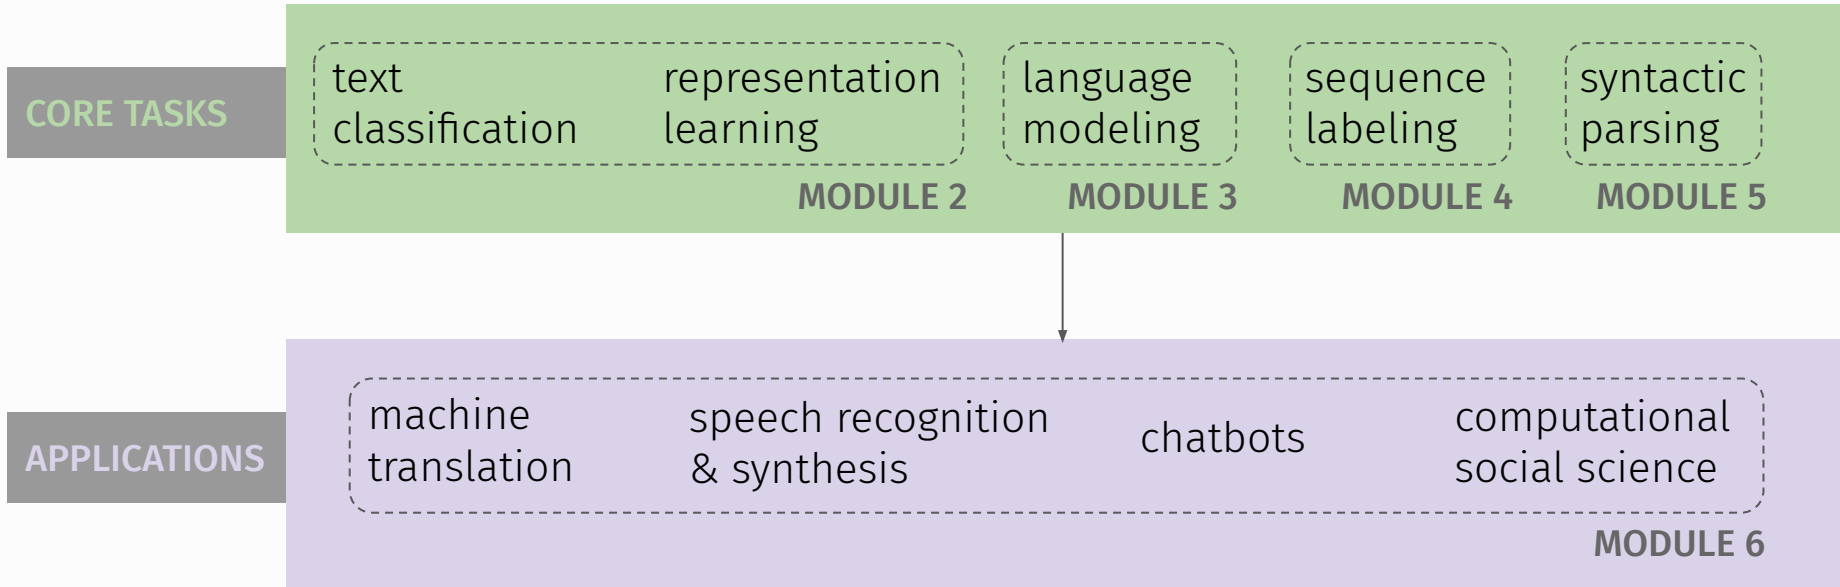 CORE TASKS
text
classification
representation
learning
MODULE 2
language
modeling
MODULE 3
sequence
labeling
MODULE 4
syntactic
parsing
MODULE 5
APPLICATIONS
machine
translation
speech recognition
& synthesis
chatbots
computational
social science
MODULE 6